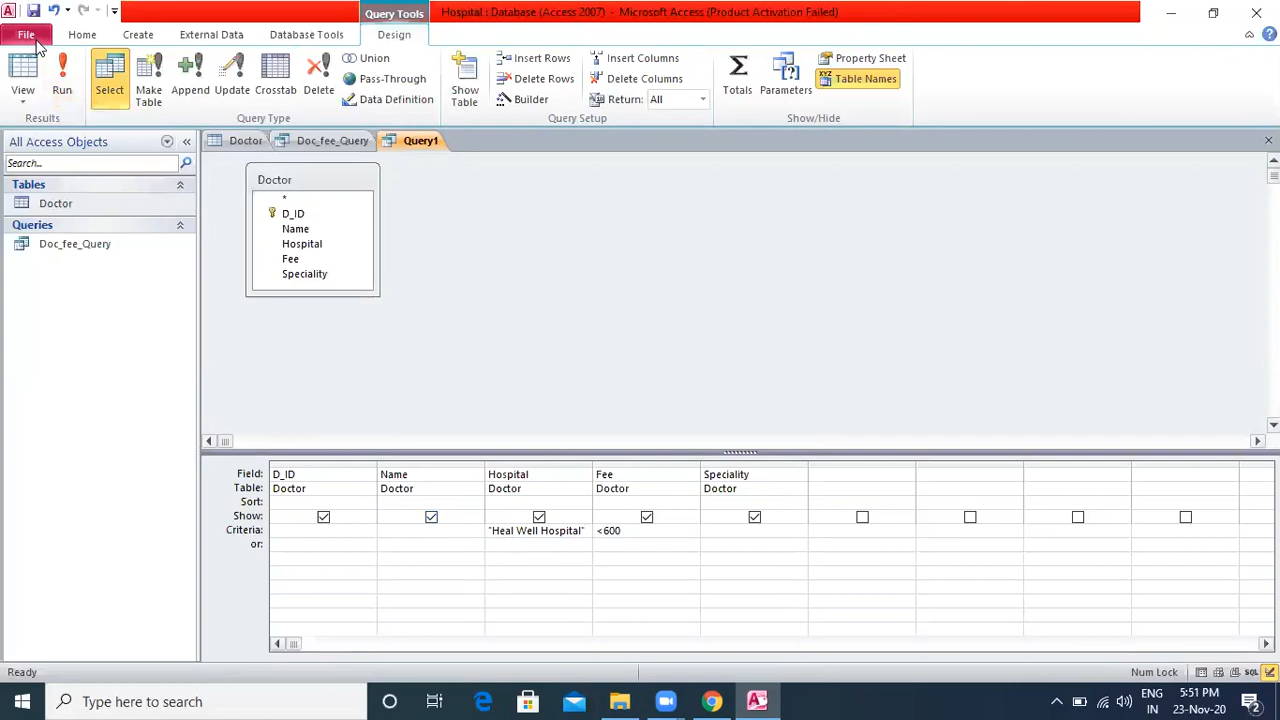 Query Tools
Hospital : Database (Access 2007) - Microsoft Access (Product Activation Failed)
File Home Create External Data Database Tools Design
View
Run
Select
Make Table
Append
Update
Crosstab
Delete
Union
Pass-Through
Data Definition
Show Table
Insert Rows
Delete Rows
Builder
Insert Columns
Delete Columns
Return: All
Totals
Parameters
Property Sheet
Table Names
Results Query Type Query Setup Show/Hide
All Access Objects
Search...
Tables
Doctor
Queries
Doc_fee_Query
Doctor Doc_fee_Query Query1
Doctor
*
D_ID
Name
Hospital
Fee
Speciality
Field: D_ID Name Hospital Fee Speciality
Table: Doctor Doctor Doctor Doctor Doctor
Sort:
Show:
Criteria: "Heal Well Hospital" <600
or:
Ready Num Lock SQL
Type here to search
ENG
IN
5:51 PM
23-Nov-20
2